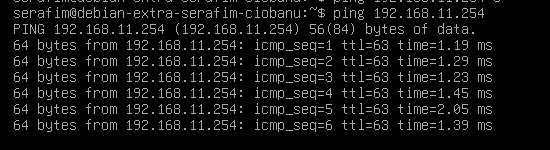 serafim@debian-extra-serafim-ciobanu:~$ ping 192.168.11.254
PING 192.168.11.254 (192.168.11.254) 56(84) bytes of data.
64 bytes from 192.168.11.254: icmp_seq=1 ttl=63 time=1.19 ms
64 bytes from 192.168.11.254: icmp_seq=2 ttl=63 time=1.29 ms
64 bytes from 192.168.11.254: icmp_seq=3 ttl=63 time=1.23 ms
64 bytes from 192.168.11.254: icmp_seq=4 ttl=63 time=1.45 ms
64 bytes from 192.168.11.254: icmp_seq=5 ttl=63 time=2.05 ms
64 bytes from 192.168.11.254: icmp_seq=6 ttl=63 time=1.39 ms